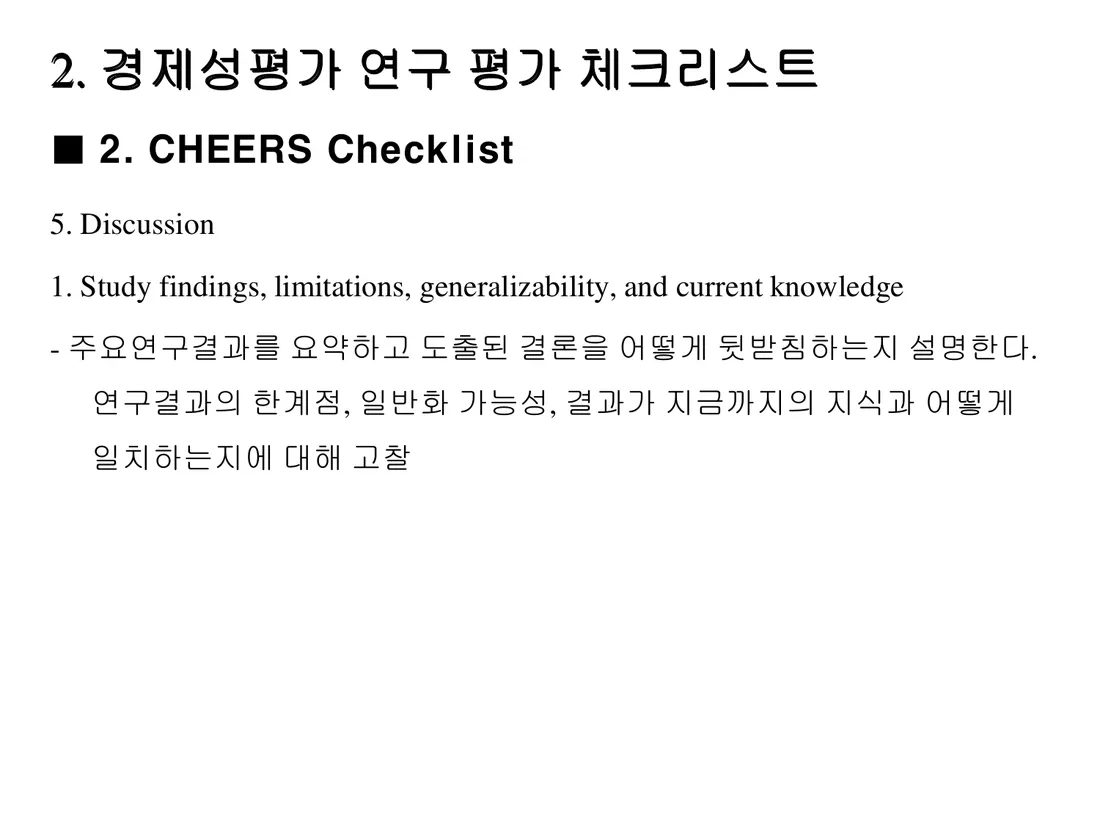 2. 경제성평가 연구 평가 체크리스트
■ 2. CHEERS Checklist
5. Discussion
1. Study findings, limitations, generalizability, and current knowledge
- 주요연구결과를 요약하고 도출된 결론을 어떻게 뒷받침하는지 설명한다.
연구결과의 한계점, 일반화 가능성, 결과가 지금까지의 지식과 어떻게
일치하는지에 대해 고찰